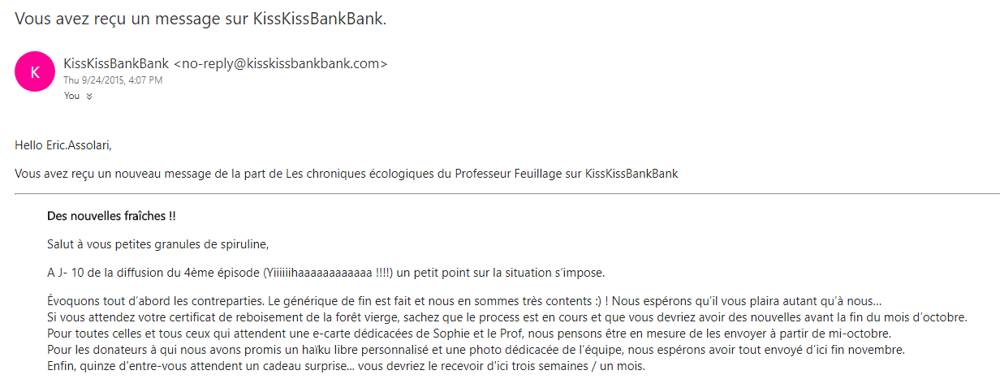 Vous avez reçu un message sur KissKissBankBank.
K
KissKissBankBank <no-reply@kisskissbankbank.com>
Thu 9/24/2015, 4:07 PM
You
Hello Eric.Assolari,
Vous avez reçu un nouveau message de la part de Les chroniques écologiques du Professeur Feuillage sur KissKissBankBank
Des nouvelles fraîches !!
Salut à vous petites granules de spiruline,
A J- 10 de la diffusion du 4ème épisode (Yiiiiiihaaaaaaaaaaaa !!!!) un petit point sur la situation s’impose.
Évoquons tout d’abord les contreparties. Le générique de fin est fait et nous en sommes très contents :) ! Nous espérons qu’il vous plaira autant qu’à nous…
Si vous attendez votre certificat de reboisement de la forêt vierge, sachez que le process est en cours et que vous devriez avoir des nouvelles avant la fin du mois d’octobre.
Pour toutes celles et tous ceux qui attendent une e-carte dédicacées de Sophie et le Prof, nous pensons être en mesure de les envoyer à partir de mi-octobre.
Pour les donateurs à qui nous avons promis un haïku libre personnalisé et une photo dédicacée de l’équipe, nous espérons avoir tout envoyé d’ici fin novembre.
Enfin, quinze d'entre-vous attendent un cadeau surprise… vous devriez le recevoir d'ici trois semaines / un mois.